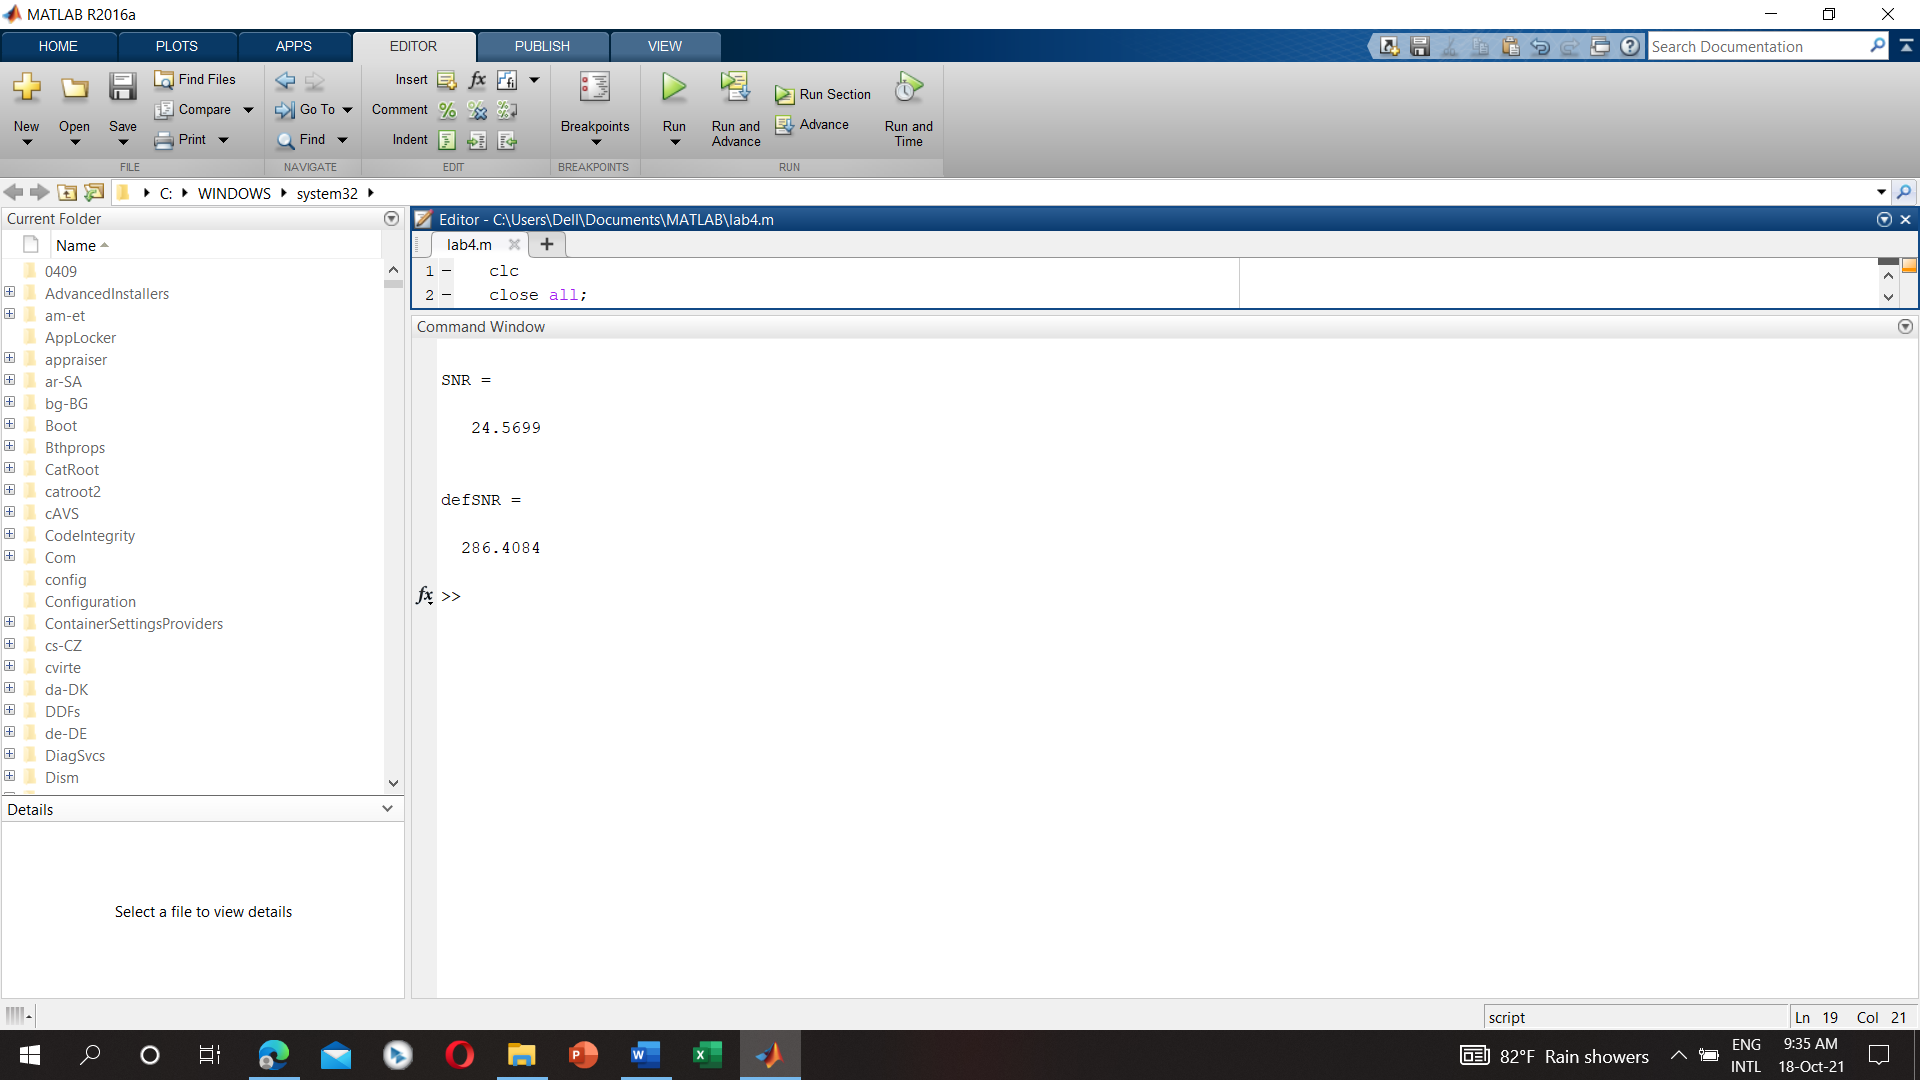 MATLAB R2016a
HOME PLOTS APPS EDITOR PUBLISH VIEW
Search Documentation
New
Open
Save
Find Files
Compare
Print
FILE
Go To
Find
NAVIGATE
Insert
Comment
Indent
EDIT
Breakpoints
BREAKPOINTS
Run
Run and Advance
Run Section
Advance
Run and Time
RUN
C: WINDOWS system32
Current Folder
Name
0409
AdvancedInstallers
am-et
AppLocker
appraiser
ar-SA
bg-BG
Boot
Bthprops
CatRoot
catroot2
cAVS
CodeIntegrity
Com
config
Configuration
ContainerSettingsProviders
cs-CZ
cvirte
da-DK
DDFs
de-DE
DiagSvcs
Dism
Details
Select a file to view details
Editor - C:\Users\Dell\Documents\MATLAB\lab4.m
lab4.m
1 clc
2 close all;
Command Window
SNR =
24.5699
defSNR =
286.4084
fx >>
script
Ln 19 Col 21
82°F Rain showers
ENG
INTL
9:35 AM
18-Oct-21